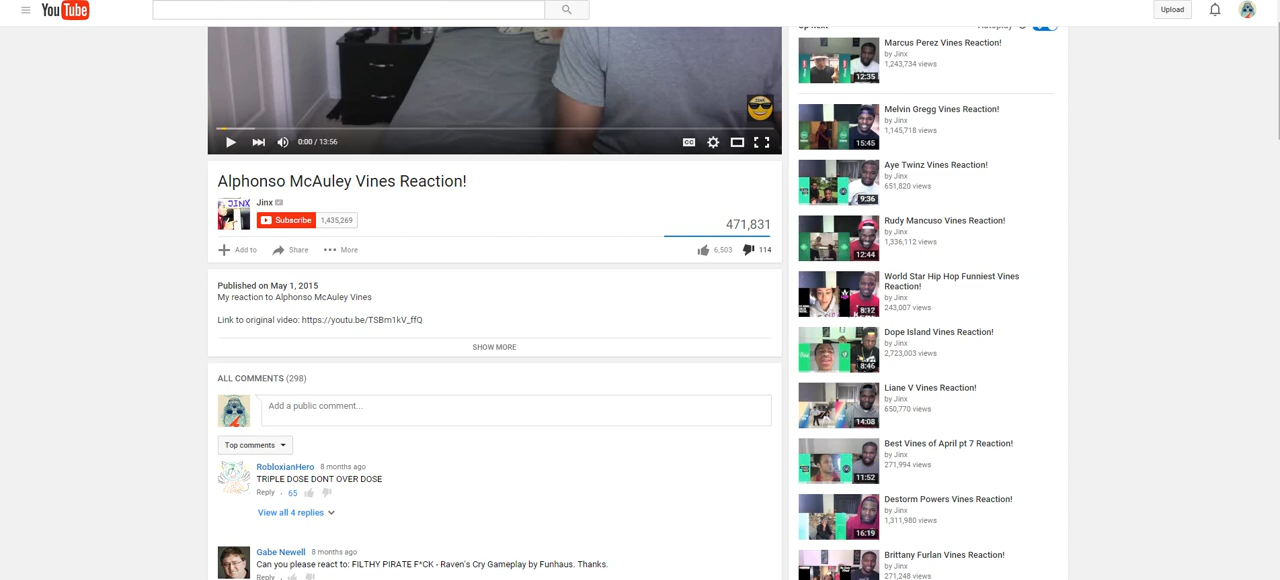 YouTube
Upload
Autoplay
0:00 / 13:56
CC
Alphonso McAuley Vines Reaction!
JINX
Jinx
Subscribe 1,435,269
471,831
Add to Share More
6,503 114
Published on May 1, 2015
My reaction to Alphonso McAuley Vines
Link to original video: https://youtu.be/TSBm1kV_ffQ
SHOW MORE
ALL COMMENTS (298)
Add a public comment...
Top comments
RobloxianHero 8 months ago
TRIPLE DOSE DONT OVER DOSE
Reply 65
View all 4 replies
Gabe Newell 8 months ago
Can you please react to: FILTHY PIRATE F*CK - Raven's Cry Gameplay by Funhaus. Thanks.
Reply
Marcus Perez Vines Reaction!
by Jinx
1,243,734 views
12:35
Melvin Gregg Vines Reaction!
by Jinx
1,145,718 views
15:45
Aye Twinz Vines Reaction!
by Jinx
651,820 views
9:36
Rudy Mancuso Vines Reaction!
by Jinx
1,336,112 views
12:44
World Star Hip Hop Funniest Vines
Reaction!
by Jinx
243,007 views
8:12
Dope Island Vines Reaction!
by Jinx
2,723,003 views
8:46
Liane V Vines Reaction!
by Jinx
650,770 views
14:08
Best Vines of April pt 7 Reaction!
by Jinx
271,994 views
11:52
Destorm Powers Vines Reaction!
by Jinx
1,311,980 views
16:19
Brittany Furlan Vines Reaction!
by Jinx
271,248 views